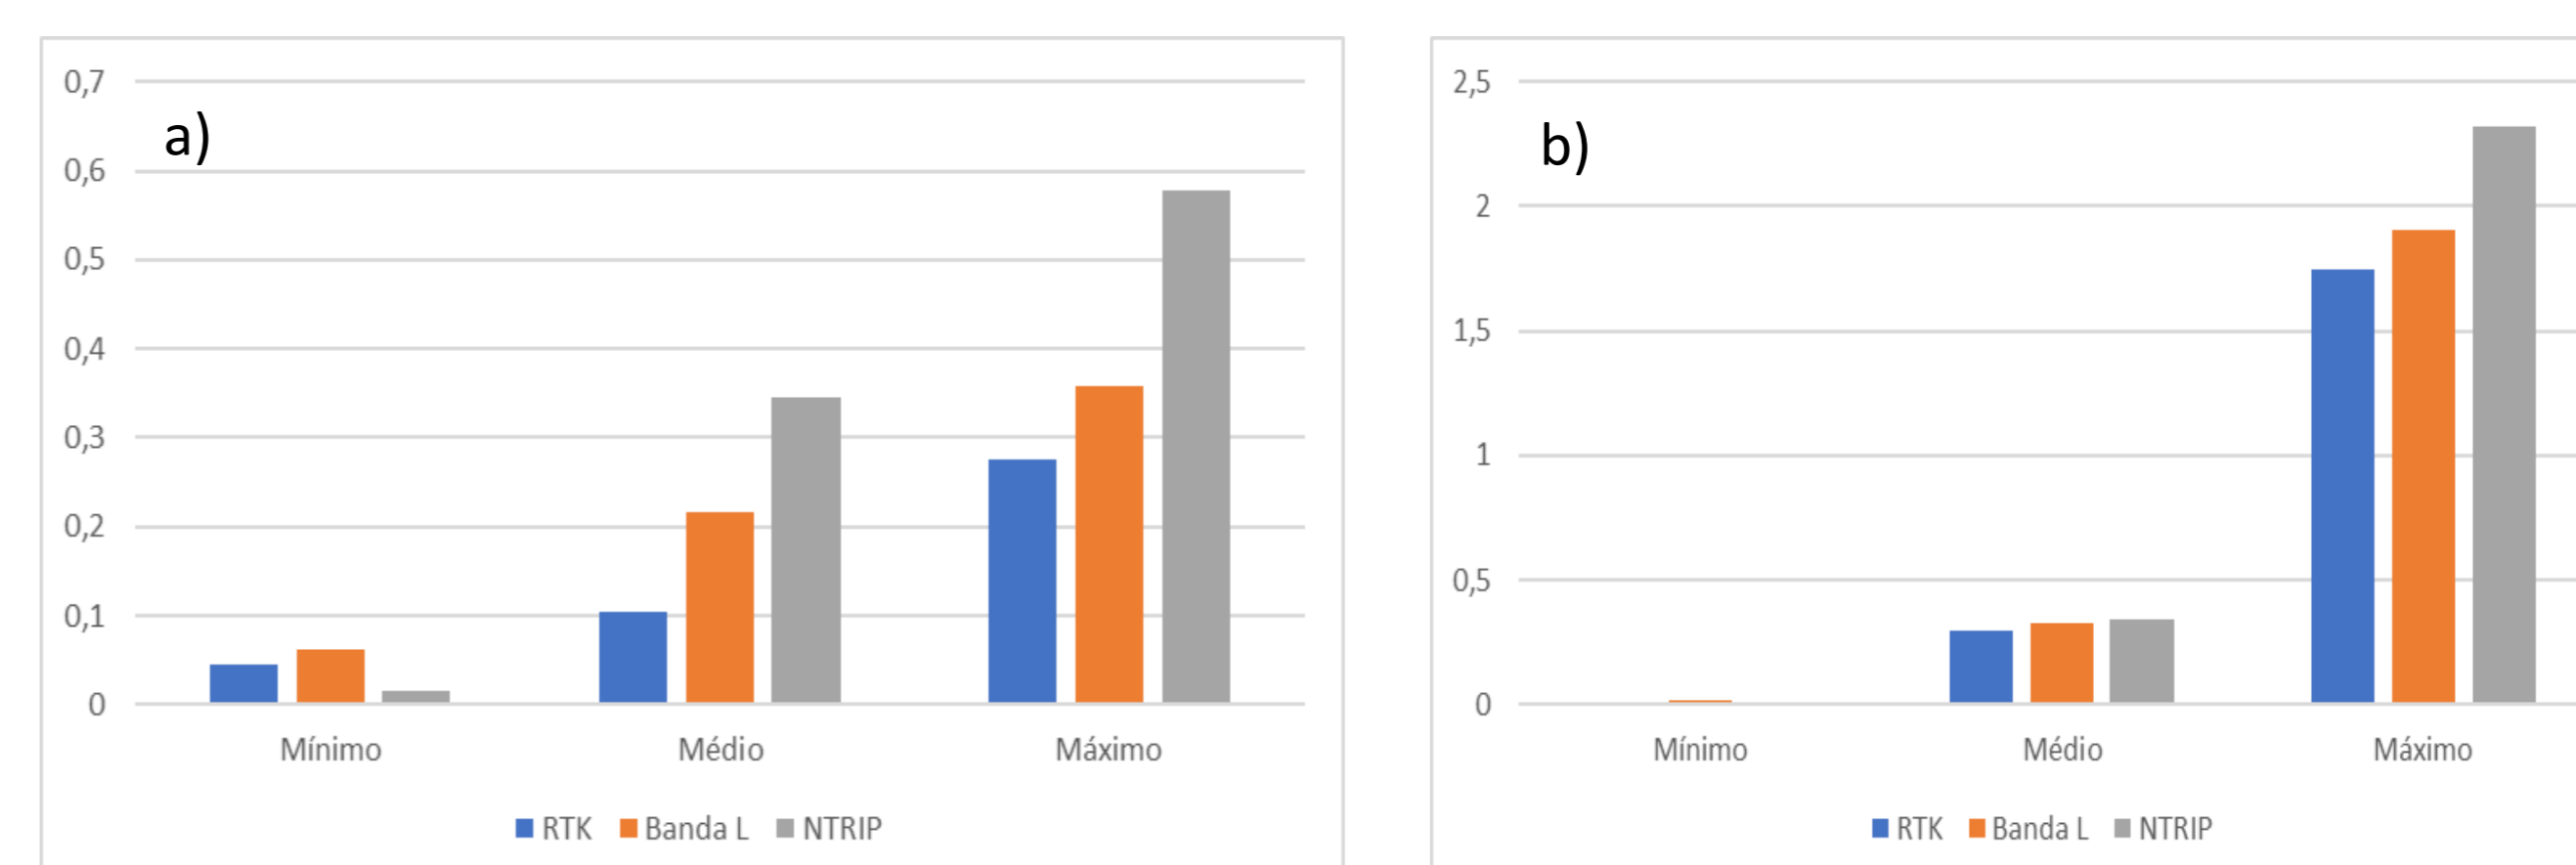 a)
0,7
0,6
0,5
0,4
0,3
0,2
0,1
0
Mínimo Médio Máximo
RTK Banda L NTRIP
b)
2,5
2
1,5
1
0,5
0
Mínimo Médio Máximo
RTK Banda L NTRIP